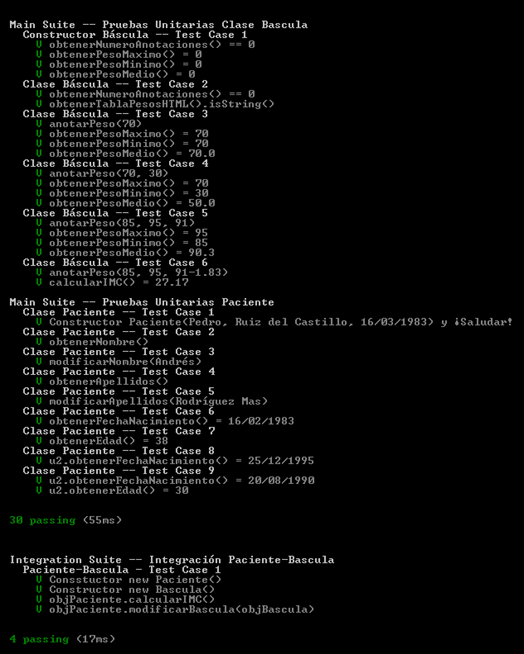 Main Suite -- Pruebas Unitarias Clase Bascula
Constructor Báscula -- Test Case 1
V obtenerNumeroAnotaciones() == 0
V obtenerPesoMaximo() = 0
V obtenerPesoMinimo() = 0
V obtenerPesoMedio() = 0
Clase Báscula -- Test Case 2
V obtenerNumeroAnotaciones() == 0
V obtenerTablaPesosHTML().isString()
Clase Báscula -- Test Case 3
V anotarPeso(70)
V obtenerPesoMaximo() = 70
V obtenerPesoMinimo() = 70
V obtenerPesoMedio() = 70.0
Clase Báscula -- Test Case 4
V anotarPeso(70, 30)
V obtenerPesoMaximo() = 70
V obtenerPesoMinimo() = 30
V obtenerPesoMedio() = 50.0
Clase Báscula -- Test Case 5
V anotarPeso(85, 95, 91)
V obtenerPesoMaximo() = 95
V obtenerPesoMinimo() = 85
V obtenerPesoMedio() = 90.3
Clase Báscula -- Test Case 6
V anotarPeso(85, 95, 91-1.83)
V calcularIMC() = 27.17
Main Suite -- Pruebas Unitarias Paciente
Clase Paciente -- Test Case 1
V Constructor Paciente(Pedro, Ruiz del Castillo, 16/03/1983) y ¡Saludar!
Clase Paciente -- Test Case 2
V obtenerNombre()
Clase Paciente -- Test Case 3
V modificarNombre(Andrés)
Clase Paciente -- Test Case 4
V obtenerApellidos()
Clase Paciente -- Test Case 5
V modificarApellidos(Rodríguez Mas)
Clase Paciente -- Test Case 6
V obtenerFechaNacimiento() = 16/02/1983
Clase Paciente -- Test Case 7
V obtenerEdad() = 38
Clase Paciente -- Test Case 8
V u2.obtenerFechaNacimiento() = 25/12/1995
Clase Paciente -- Test Case 9
V u2.obtenerFechaNacimiento() = 20/08/1990
V u2.obtenerEdad() = 30
30 passing (55ms)
Integration Suite -- Integración Paciente-Bascula
Paciente-Bascula - Test Case 1
V Consstuctor new Paciente()
V Constructor new Bascula()
V objPaciente.calcularIMC()
V objPaciente.modificarBascula(objBascula)
4 passing (17ms)